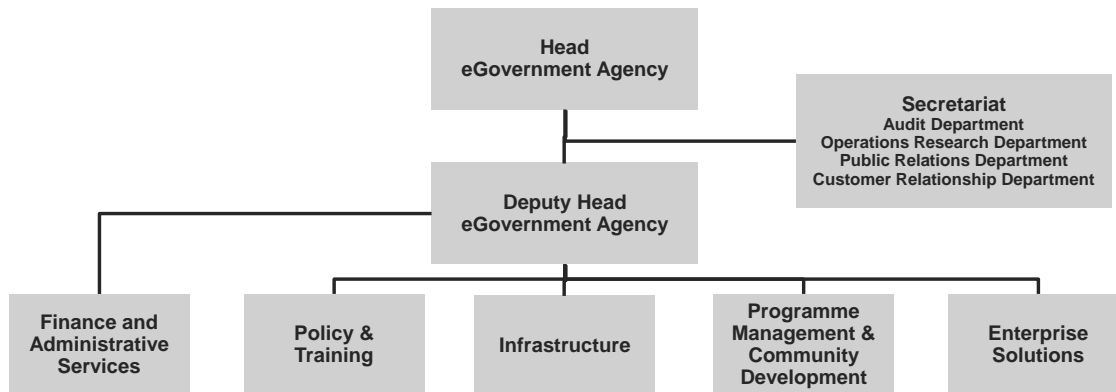 Head
eGovernment Agency
Secretariat
Audit Department
Operations Research Department
Public Relations Department
Customer Relationship Department
Deputy Head
eGovernment Agency
Finance and
Administrative
Services
Policy &
Training
Infrastructure
Programme
Management &
Community
Development
Enterprise
Solutions